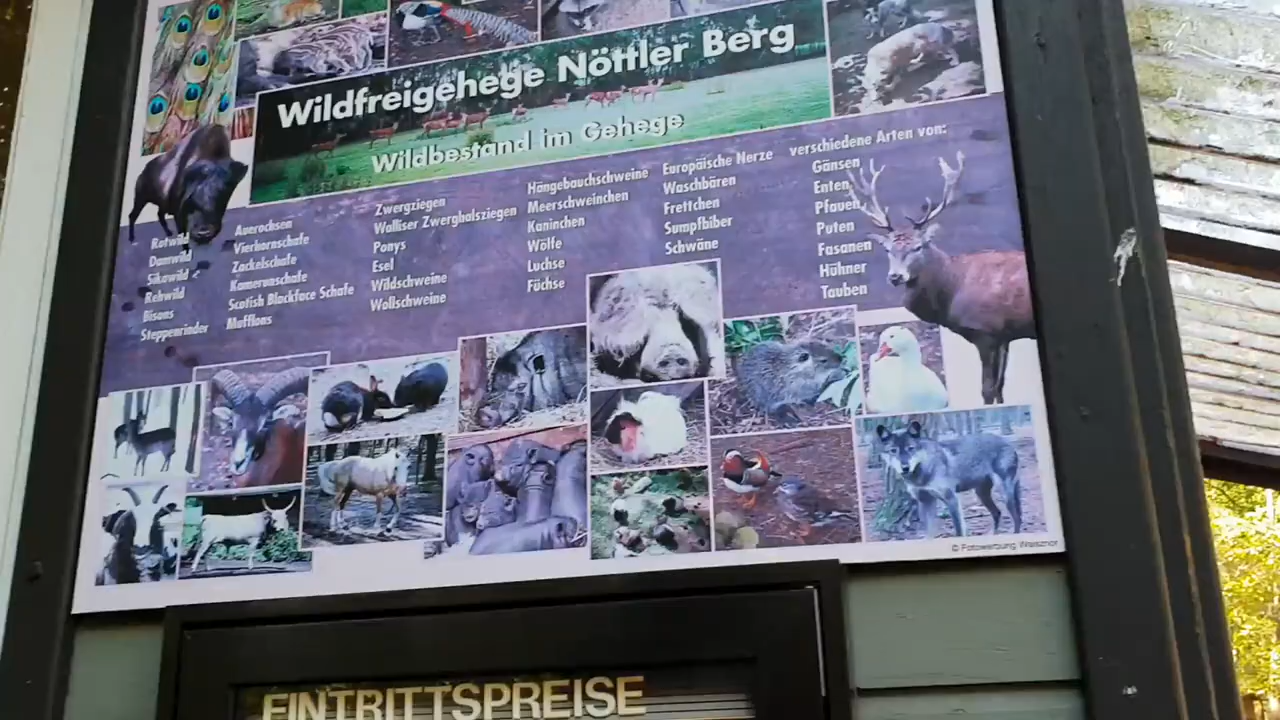 Wildfreigehege Nöttler Berg
Wildbestand im Gehege
Rotwild
Damwild
Sikawild
Rehwild
Bisons
Steppenrinder
Auerochsen
Vierhornschafe
Zackelschafe
Kamerunschafe
Scotish Blackface Schafe
Mufflons
Zwergziegen
Walliser Zwerghalsziegen
Ponys
Esel
Wildschweine
Wollschweine
Hängebauchschweine
Meerschweinchen
Kaninchen
Wölfe
Luchse
Füchse
Europäische Nerze
Waschbären
Frettchen
Sumpfbiber
Schwäne
verschiedene Arten von:
Gänsen
Enten
Pfauen
Puten
Fasanen
Hühner
Tauben
© Fotowerbung
EINTRITTSPREISE